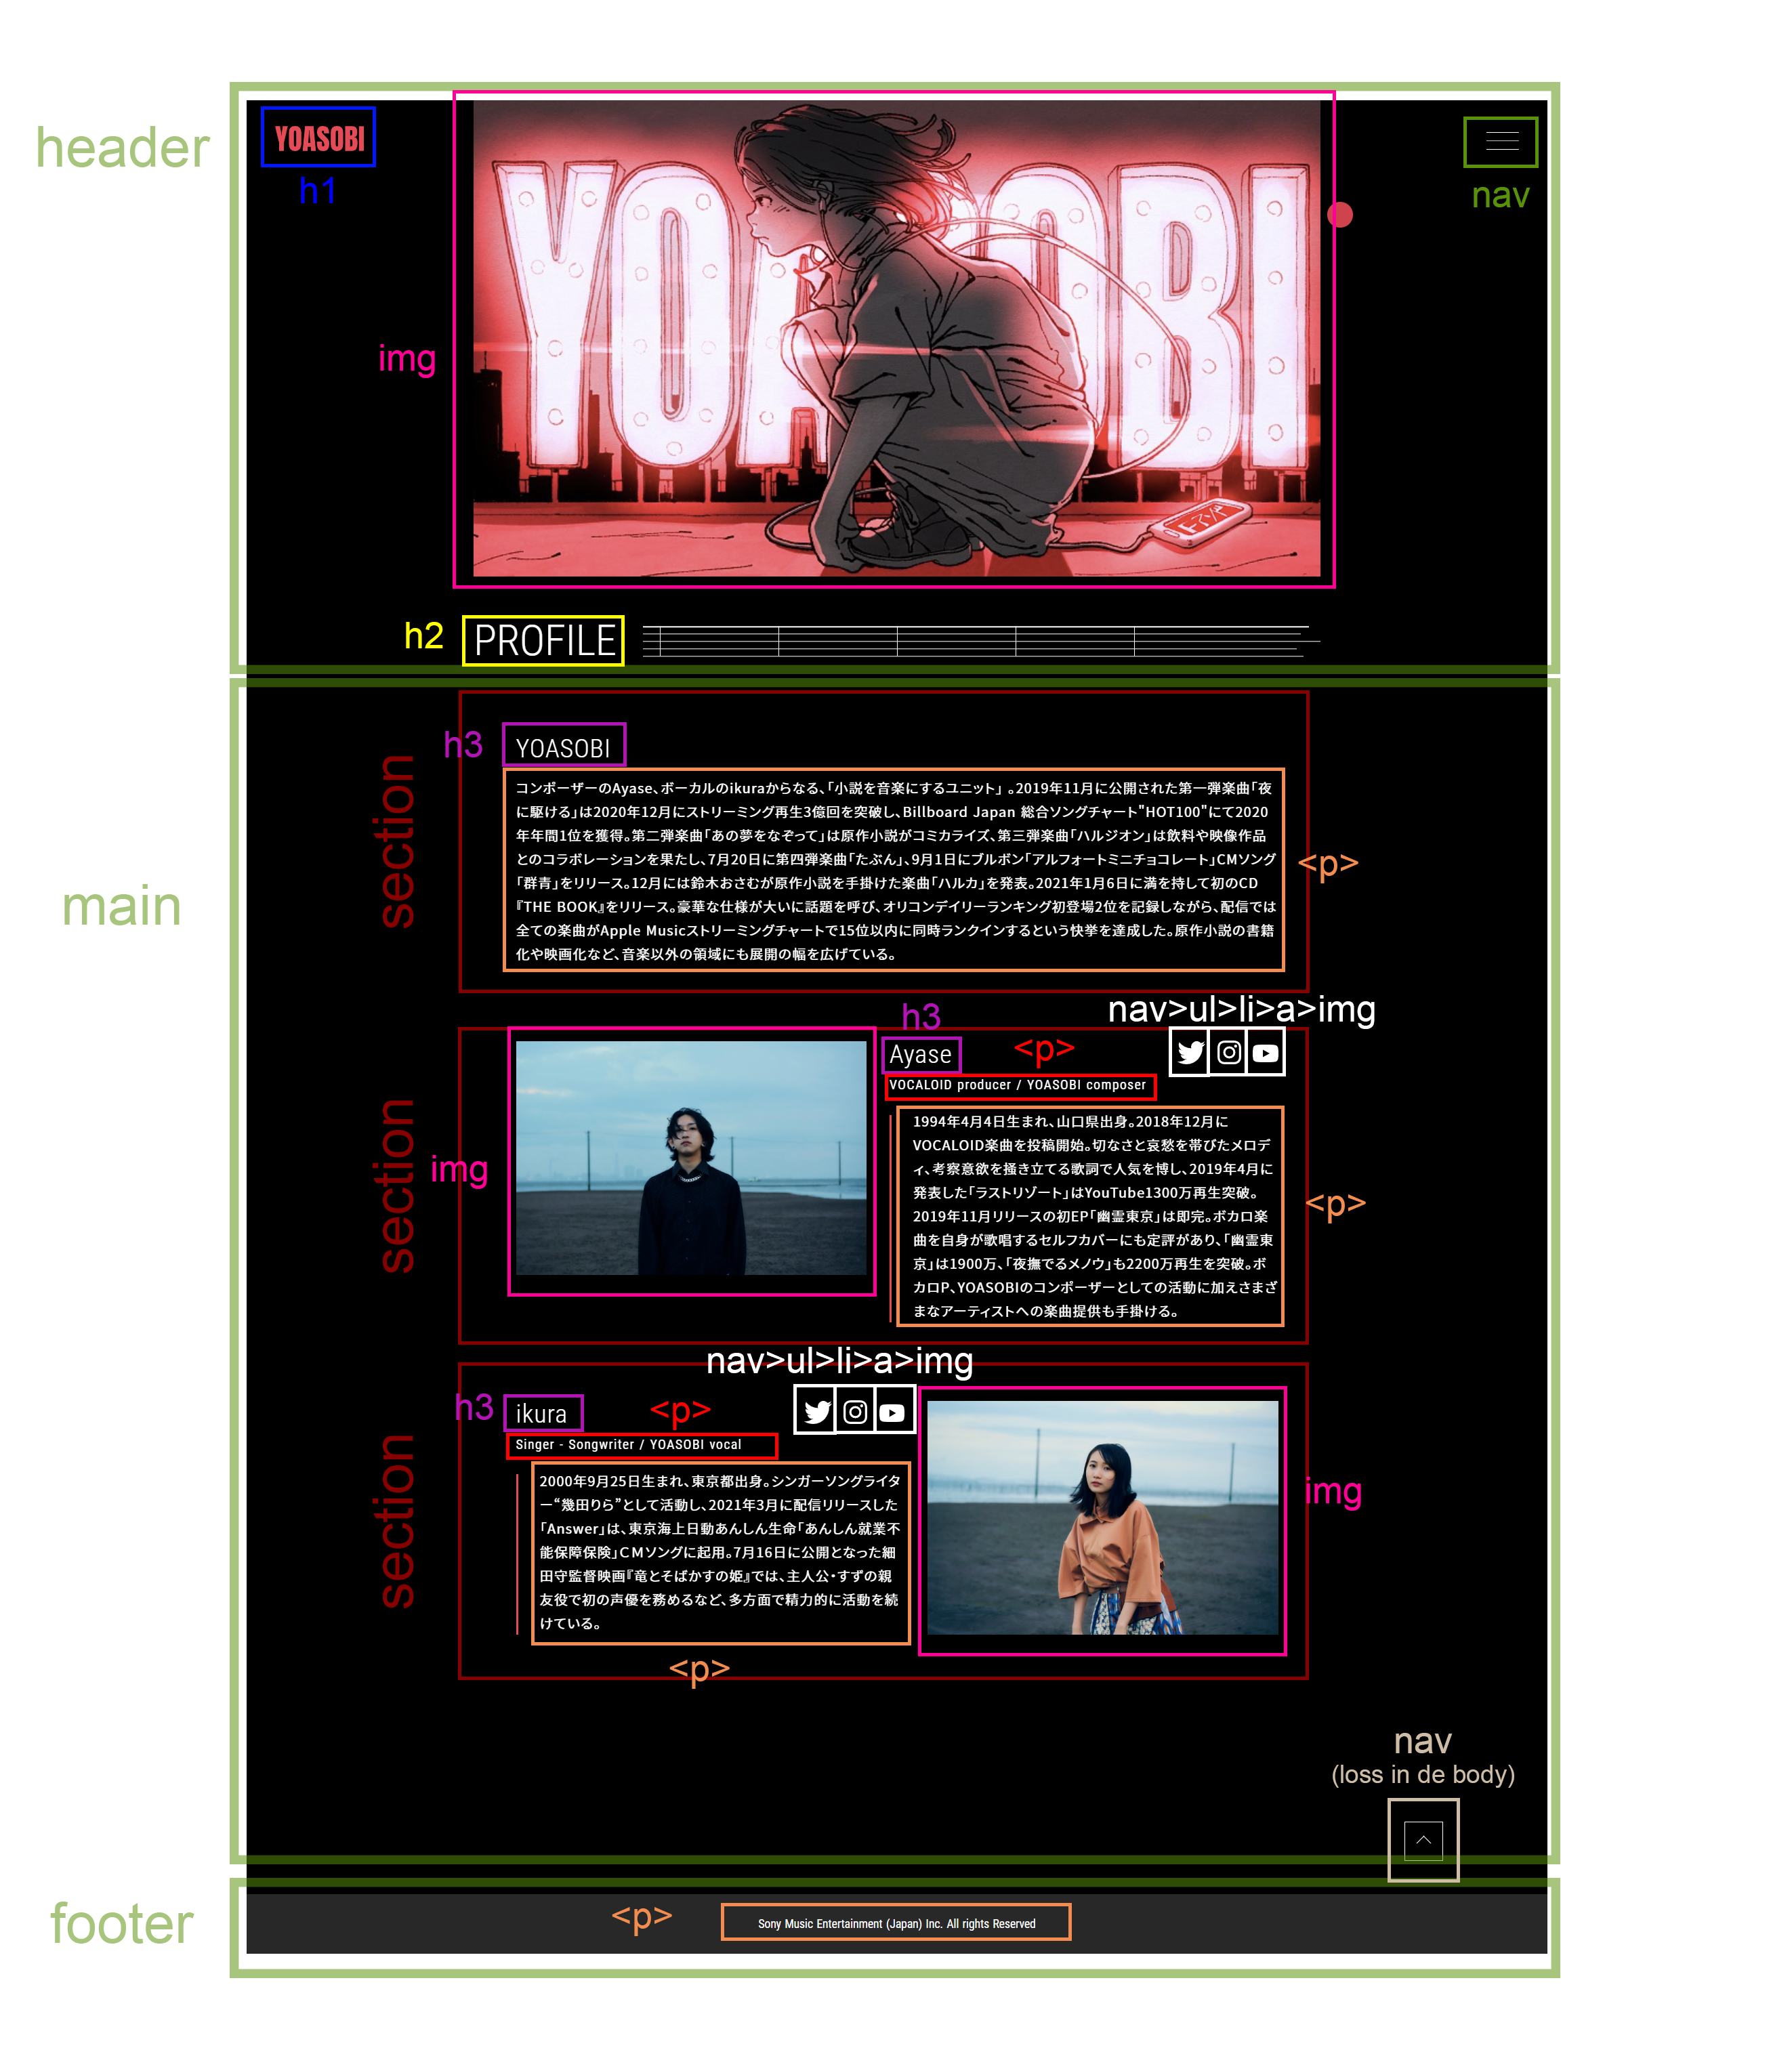 header
YOASOBI
h1
nav
YOASOBI
img
h2
PROFILE
main
section
h3
YOASOBI
コンポーザーのAyase、ボーカルのikuraからなる、「小説を音楽にするユニット」 。2019年11月に公開された第一弾楽曲「夜
に駆ける」は2020年12月にストリーミング再生3億回を突破し、Billboard Japan 総合ソングチャート"HOT100"にて2020
年年間1位を獲得。第二弾楽曲「あの夢をなぞって」は原作小説がコミカライズ、第三弾楽曲「ハルジオン」は飲料や映像作品
とのコラボレーションを果たし、7月20日に第四弾楽曲「たぶん」、9月1日にブルボン「アルフォートミニチョコレート」CMソング
「群青」をリリース。12月には鈴木おさむが原作小説を手掛けた楽曲「ハルカ」を発表。2021年1月6日に満を持して初のCD
『THE BOOK』をリリース。豪華な仕様が大いに話題を呼び、オリコンデイリーランキング初登場2位を記録しながら、配信では
全ての楽曲がApple Musicストリーミングチャートで15位以内に同時ランクインするという快挙を達成した。原作小説の書籍
化や映画化など、音楽以外の領域にも展開の幅を広げている。
<p>
section
img
h3
Ayase
<p>
nav>ul>li>a>img
VOCALOID producer / YOASOBI composer
1994年4月4日生まれ、山口県出身。2018年12月に
VOCALOID楽曲を投稿開始。切なさと哀愁を帯びたメロデ
ィ、考察意欲を掻き立てる歌詞で人気を博し、2019年4月に
発表した「ラストリゾート」はYouTube1300万再生突破。
2019年11月リリースの初EP「幽霊東京」は即完。ボカロ楽
曲を自身が歌唱するセルフカバーにも定評があり、「幽霊東
京」は1900万、「夜撫でるメノウ」も2200万再生を突破。ボ
カロP、YOASOBIのコンポーザーとしての活動に加えさまざ
まなアーティストへの楽曲提供も手掛ける。
<p>
section
h3
ikura
<p>
nav>ul>li>a>img
Singer - Songwriter / YOASOBI vocal
2000年9月25日生まれ、東京都出身。シンガーソングライタ
ー“幾田りら”として活動し、2021年3月に配信リリースした
「Answer」は、東京海上日動あんしん生命「あんしん就業不
能保障保険」CMソングに起用。7月16日に公開となった細
田守監督映画『竜とそばかすの姫』では、主人公・すずの親
友役で初の声優を務めるなど、多方面で精力的に活動を続
けている。
<p>
img
nav
(loss in de body)
footer
<p>
Sony Music Entertainment (Japan) Inc. All rights Reserved